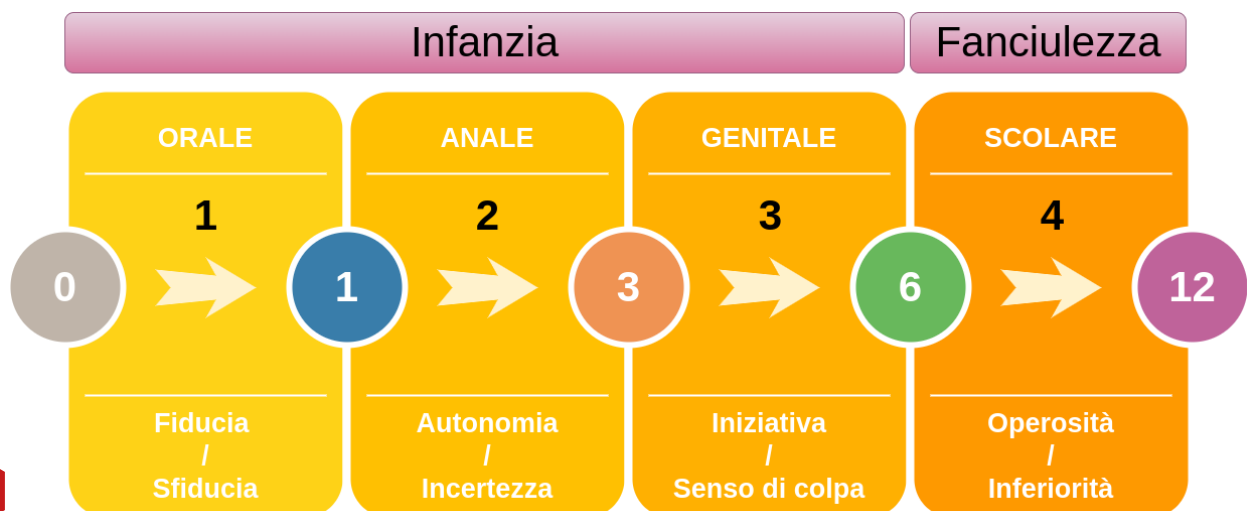 Infanzia
Fanciulezza
ORALE
ANALE
GENITALE
SCOLARE
1
2
3
4
0
1
3
6
12
Fiducia
/
Sfiducia
Autonomia
/
Incertezza
Iniziativa
/
Senso di colpa
Operosità
/
Inferiorità